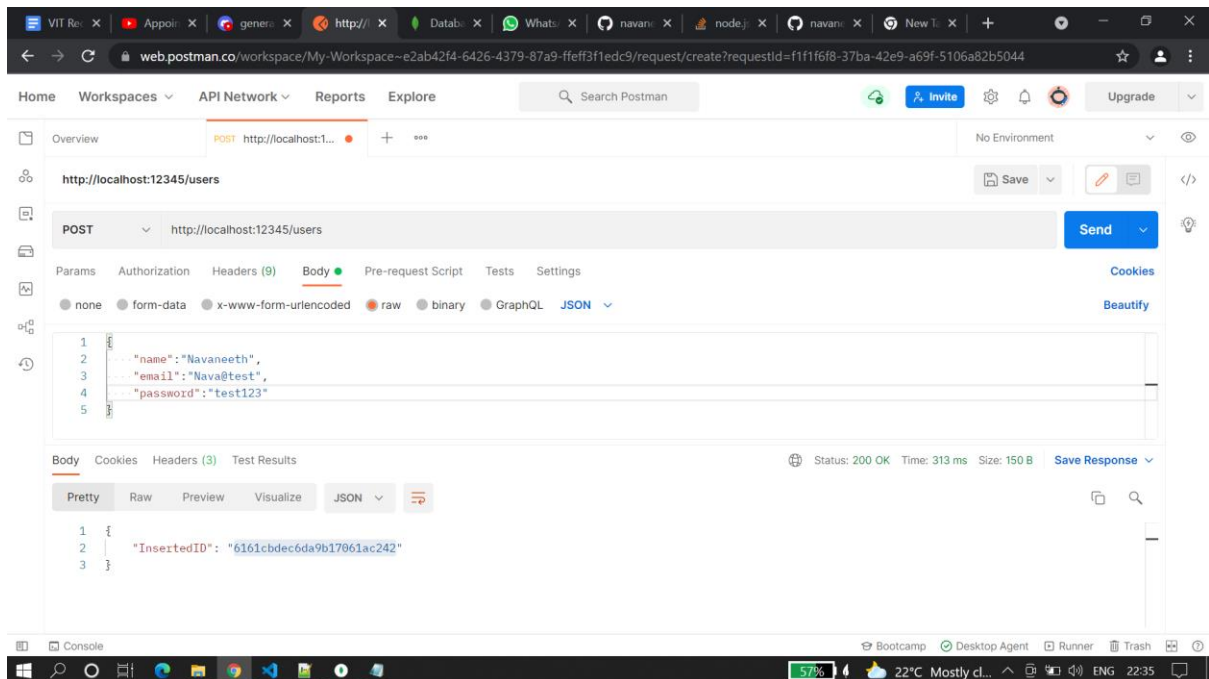 VIT Rec Appoin genera http:// Databa Whats navanc node.js navanc New Ta
web.postman.co/workspace/My-Workspace~e2ab42f4-6426-4379-87a9-ffeff3f1edc9/request/create?requestId=f1f1f6f8-37ba-42e9-a69f-5106a82b5044
Home Workspaces API Network Reports Explore Search Postman Invite Upgrade
Overview POST http://localhost:1... No Environment
http://localhost:12345/users Save
POST http://localhost:12345/users Send
Params Authorization Headers (9) Body Pre-request Script Tests Settings Cookies
none form-data x-www-form-urlencoded raw binary GraphQL JSON Beautify
1 {
2 "name":"Navaneeth",
3 "email":"Nava@test",
4 "password":"test123"
5 }
Body Cookies Headers (3) Test Results Status: 200 OK Time: 313 ms Size: 150 B Save Response
Pretty Raw Preview Visualize JSON
1 {
2 "InsertedID": "6161cbdec6da9b17061ac242"
3 }
Console Bootcamp Desktop Agent Runner Trash
57% 22°C Mostly cl... ENG 22:35